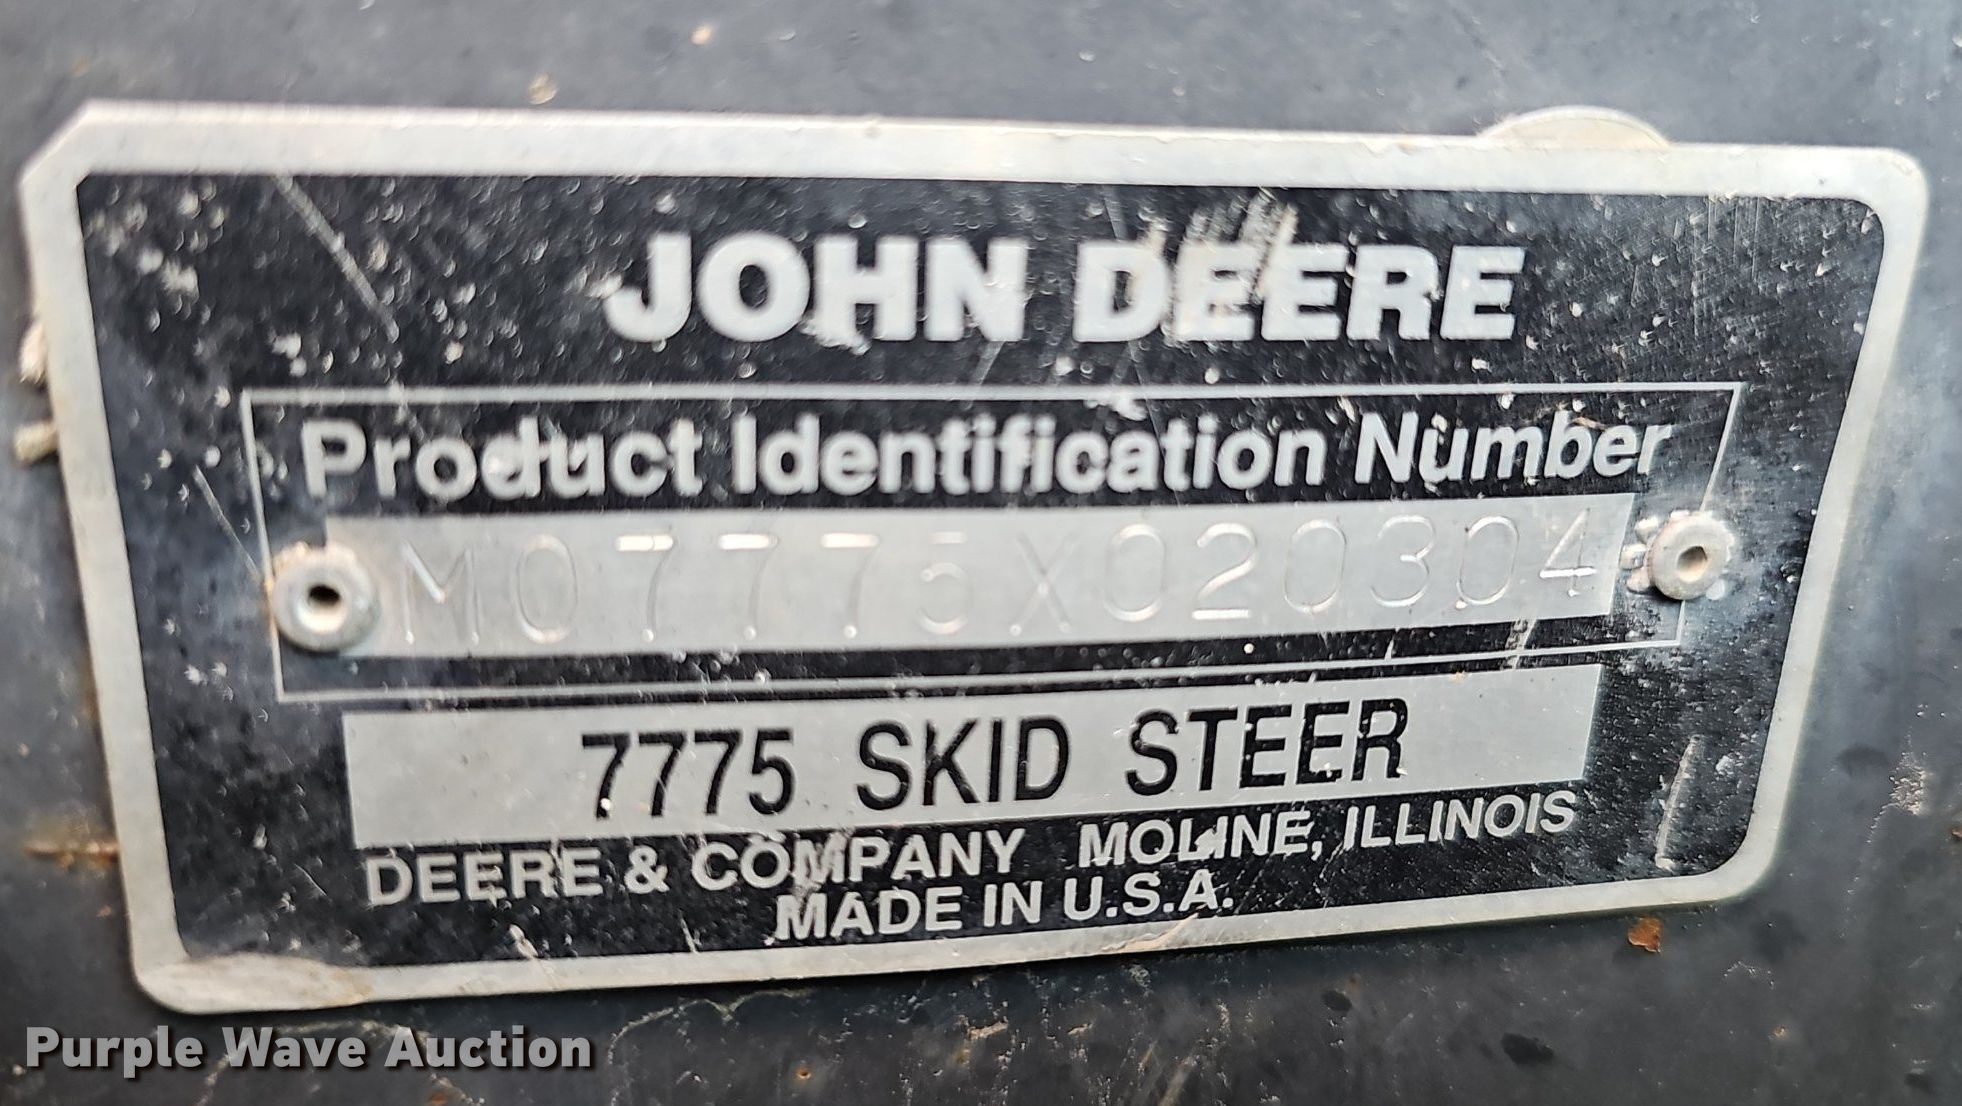 JOHN DEERE
Product Identification Number
M07775X020304
7775 SKID STEER
DEERE & COMPANY MOLINE, ILLINOIS
MADE IN U.S.A.
Purple Wave Auction